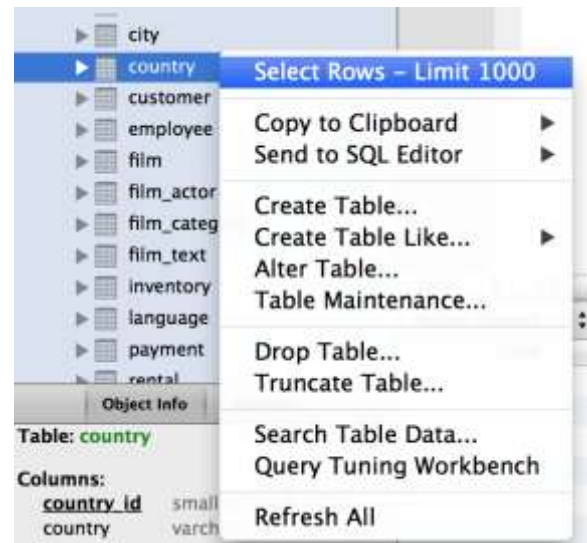 city
country
customer
employee
film
film_actor
film_categ
film_text
inventory
language
payment
rental
Select Rows – Limit 1000
Copy to Clipboard
Send to SQL Editor
Create Table...
Create Table Like...
Alter Table...
Table Maintenance...
Drop Table...
Truncate Table...
Search Table Data...
Query Tuning Workbench
Refresh All
Object Info
Table: country
Columns:
country_id small
country varch